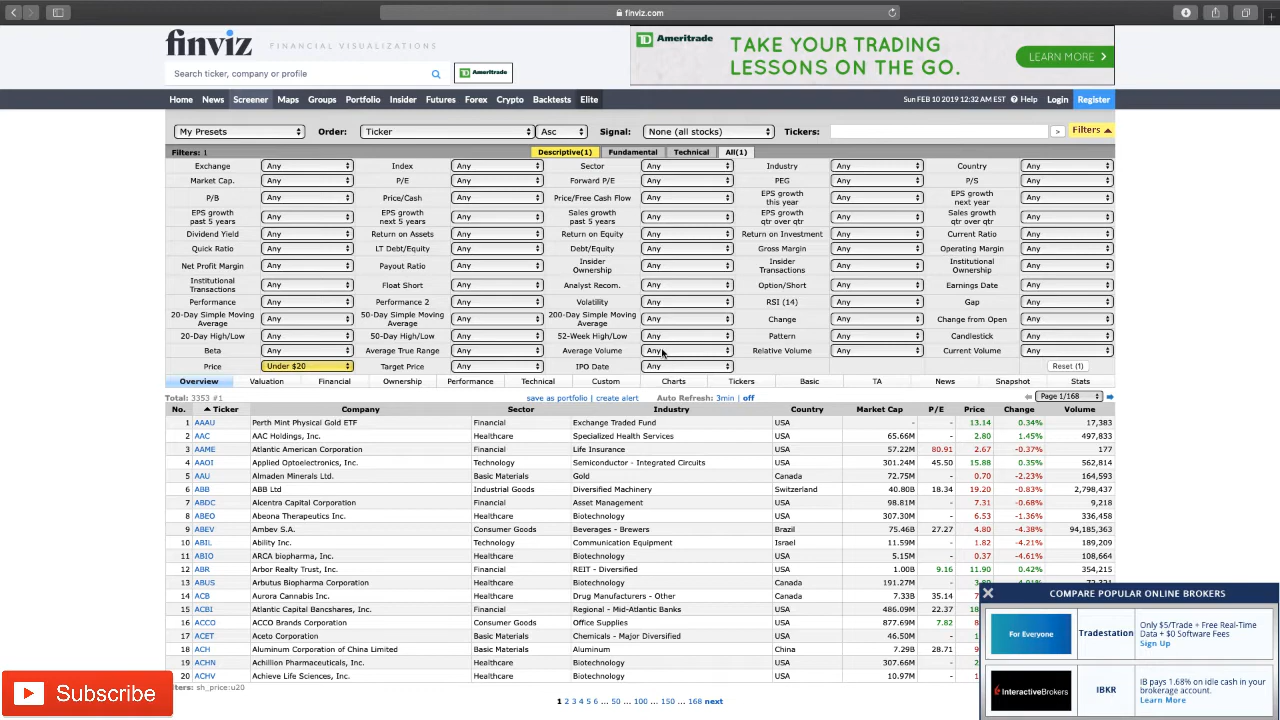 finviz.com
finviz FINANCIAL VISUALIZATIONS
Ameritrade TAKE YOUR TRADING LESSONS ON THE GO. LEARN MORE
Search ticker, company or profile Ameritrade
Home News Screener Maps Groups Portfolio Insider Futures Forex Crypto Backtests Elite Sun FEB 10 2019 12:32 AM EST Help Login Register
My Presets Order: Ticker Asc Signal: None (all stocks) Tickers: > Filters
Filters: 1 Descriptive(1) Fundamental Technical All(1)
Exchange Any Index Any Sector Any Industry Any Country Any
Market Cap. Any P/E Any Forward P/E Any PEG Any P/S Any
P/B Any Price/Cash Any Price/Free Cash Flow Any EPS growth this year Any EPS growth next year Any
EPS growth past 5 years Any EPS growth next 5 years Any Sales growth past 5 years Any EPS growth qtr over qtr Any Sales growth qtr over qtr Any
Dividend Yield Any Return on Assets Any Return on Equity Any Return on Investment Any Current Ratio Any
Quick Ratio Any LT Debt/Equity Any Debt/Equity Any Gross Margin Any Operating Margin Any
Net Profit Margin Any Payout Ratio Any Insider Ownership Any Insider Transactions Any Institutional Ownership Any
Institutional Transactions Any Float Short Any Analyst Recom. Any Option/Short Any Earnings Date Any
Performance Any Performance 2 Any Volatility Any RSI (14) Any Gap Any
20-Day Simple Moving Average Any 50-Day Simple Moving Average Any 200-Day Simple Moving Average Any Change Any Change from Open Any
20-Day High/Low Any 50-Day High/Low Any 52-Week High/Low Any Pattern Any Candlestick Any
Beta Any Average True Range Any Average Volume Any Relative Volume Any Current Volume Any
Price Under $20 Target Price Any IPO Date Any Reset (1)
Overview Valuation Financial Ownership Performance Technical Custom Charts Tickers Basic TA News Snapshot Stats
Total: 3353 #1 save as portfolio | create alert Auto Refresh: 3min | off Page 1/168
No. Ticker Company Sector Industry Country Market Cap P/E Price Change Volume
1 AAAU Perth Mint Physical Gold ETF Financial Exchange Traded Fund USA - - 13.14 0.34% 17,383
2 AAC AAC Holdings, Inc. Healthcare Specialized Health Services USA 65.66M - 2.80 1.45% 497,833
3 AAME Atlantic American Corporation Financial Life Insurance USA 57.22M 80.91 2.67 -0.37% 177
4 AAOI Applied Optoelectronics, Inc. Technology Semiconductor - Integrated Circuits USA 301.24M 45.50 15.88 0.35% 562,814
5 AAU Almaden Minerals Ltd. Basic Materials Gold Canada 72.75M - 0.70 -2.23% 164,593
6 ABB ABB Ltd Industrial Goods Diversified Machinery Switzerland 40.80B 18.34 19.20 -0.83% 2,798,437
7 ABDC Alcentra Capital Corporation Financial Asset Management USA 98.81M - 7.31 -0.68% 9,218
8 ABEO Abeona Therapeutics Inc. Healthcare Biotechnology USA 307.30M - 6.53 -1.36% 336,458
9 ABEV Ambev S.A. Consumer Goods Beverages - Brewers Brazil 75.46B 27.27 4.80 -4.38% 94,185,363
10 ABIL Ability Inc. Technology Communication Equipment Israel 11.59M - 1.82 -4.21% 189,209
11 ABIO ARCA biopharma, Inc. Healthcare Biotechnology USA 5.15M - 0.37 -4.61% 108,664
12 ABR Arbor Realty Trust, Inc. Financial REIT - Diversified USA 1.00B 9.16 11.90 0.42% 354,215
13 ABUS Arbutus Biopharma Corporation Healthcare Biotechnology Canada 191.27M -
14 ACB Aurora Cannabis Inc. Healthcare Drug Manufacturers - Other Canada 7.33B 35.14
15 ACBI Atlantic Capital Bancshares, Inc. Financial Regional - Mid-Atlantic Banks USA 486.09M 22.37
16 ACCO ACCO Brands Corporation Consumer Goods Office Supplies USA 877.69M 7.82
17 ACET Aceto Corporation Basic Materials Chemicals - Major Diversified USA 46.50M -
18 ACH Aluminum Corporation of China Limited Basic Materials Aluminum China 7.29B 28.71
19 ACHN Achillion Pharmaceuticals, Inc. Healthcare Biotechnology USA 307.66M -
20 ACHV Achieve Life Sciences, Inc. Healthcare Biotechnology USA 10.97M -
ters: sh_price:u20
1 2 3 4 5 6 ... 50 ... 100 ... 150 ... 168 next
Subscribe
COMPARE POPULAR ONLINE BROKERS
For Everyone Tradestation Only $5/Trade + Free Real-Time Data + $0 Software Fees
Sign Up
InteractiveBrokers IBKR IB pays 1.68% on idle cash in your brokerage account.
Learn More